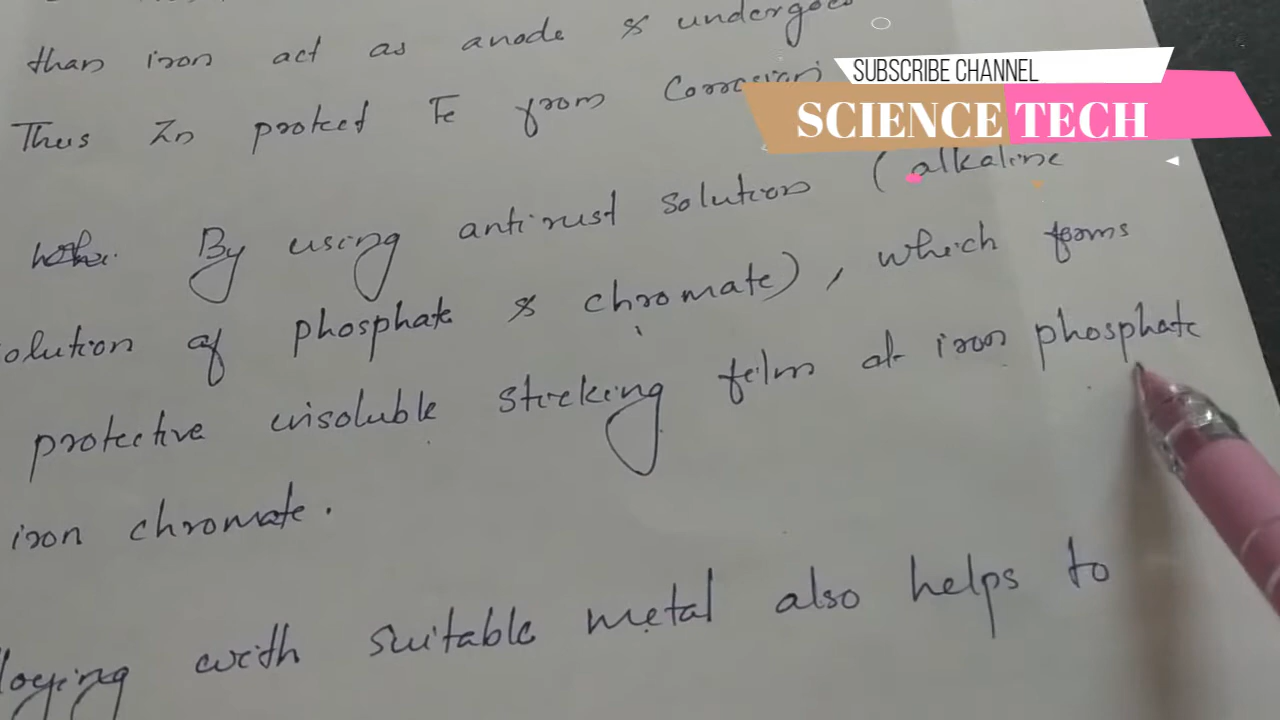 than iron act as anode & undergoes
SUBSCRIBE CHANNEL
SCIENCE TECH
Thus Zn protect Fe from Corrosion
By using antirust solution (alkaline
olution of phosphate & chromate), which forms
protective insoluble sticking film of iron phosphate
iron chromate.
loying with suitable metal also helps to